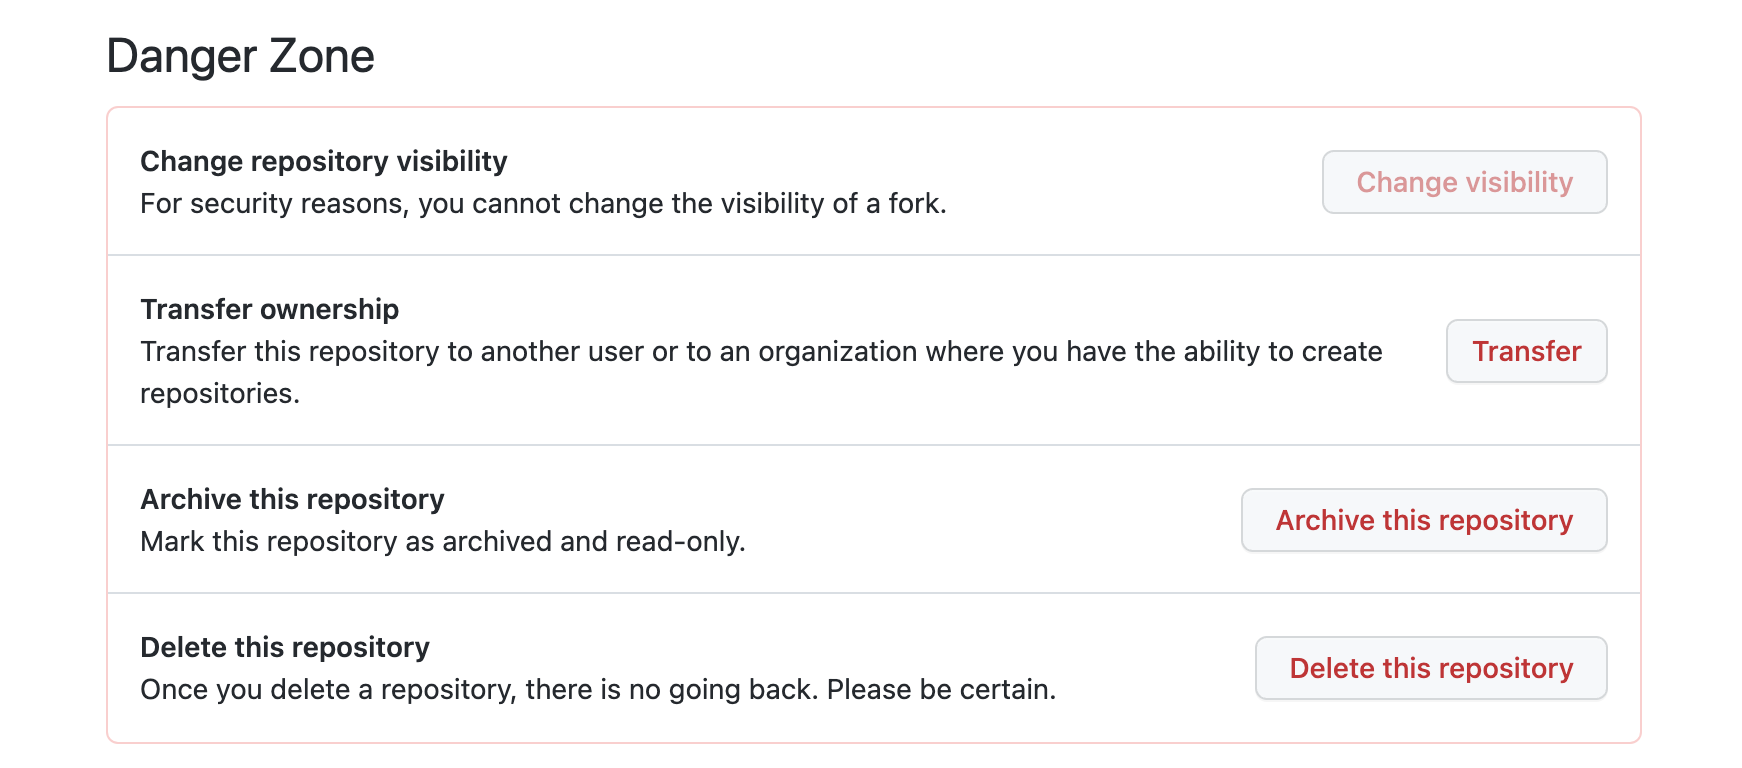 Danger Zone
Change repository visibility
For security reasons, you cannot change the visibility of a fork.
Change visibility
Transfer ownership
Transfer this repository to another user or to an organization where you have the ability to create
repositories.
Transfer
Archive this repository
Mark this repository as archived and read-only.
Archive this repository
Delete this repository
Once you delete a repository, there is no going back. Please be certain.
Delete this repository